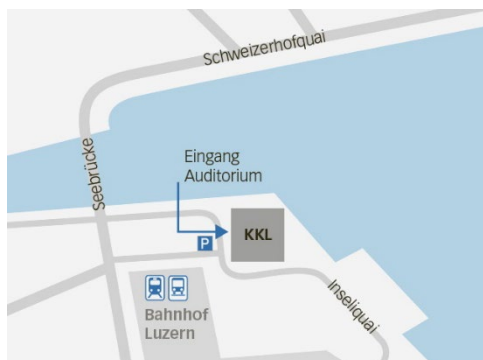 Schweizerhofquai
Seebrücke
Eingang
Auditorium
P
KKL
Bahnhof
Luzern
Inseliquai